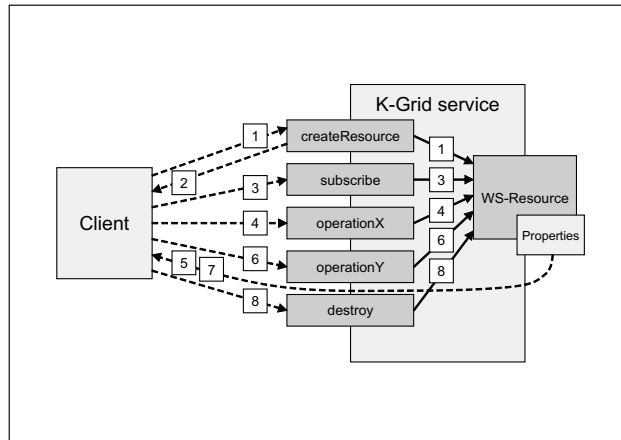 K-Grid service
1
createResource
1
2
3
subscribe
3
WS-Resource
Client
4
operationX
4
Properties
6
operationY
6
5
7
8
8
destroy